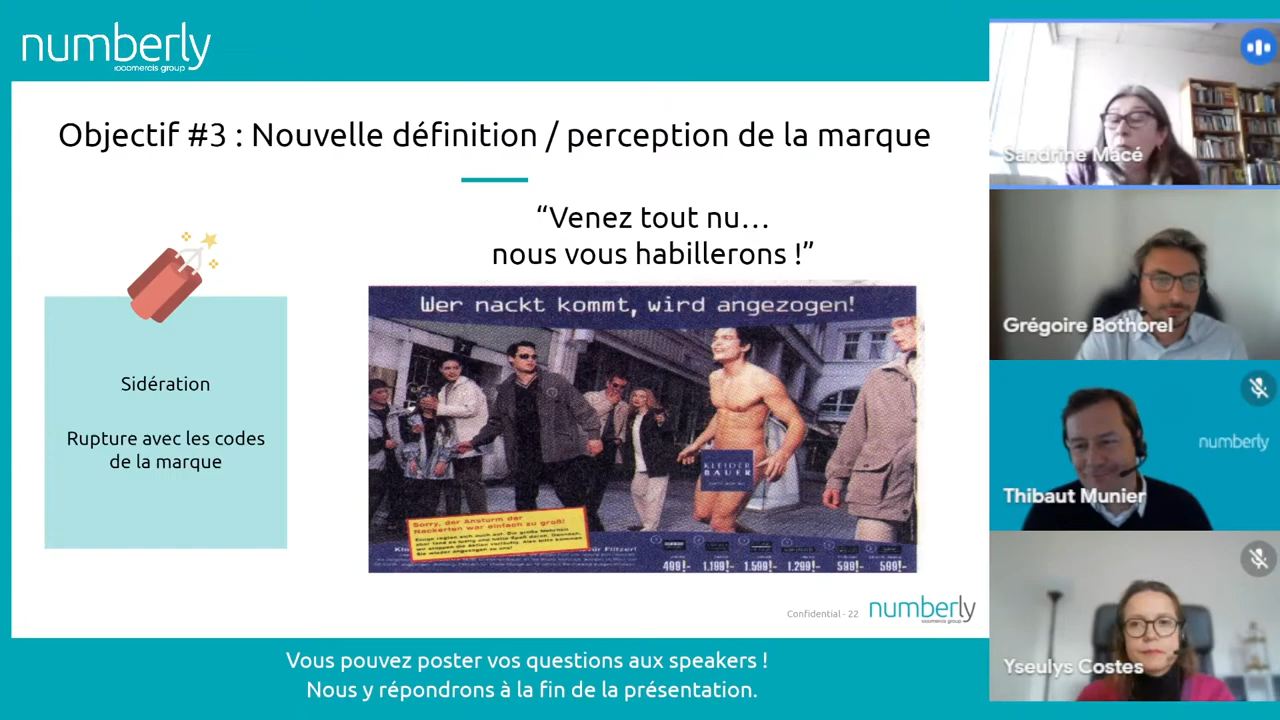 numberly
1000mercis group
Objectif #3 : Nouvelle définition / perception de la marque
“Venez tout nu…
nous vous habillerons !”
Sidération
Rupture avec les codes
de la marque
Wer nackt kommt, wird angezogen!
KLEIDER
BAUER
Sorry, der Ansturm der
Nackerten war einfach zu groß!
für Flitzer!
499!- 1.199!- 1.599!- 1.299!- 599!- 599!-
Confidential - 22
numberly
1000mercis group
Vous pouvez poster vos questions aux speakers !
Nous y répondrons à la fin de la présentation.
Sandrine Macé
Grégoire Bothorel
numberly
Thibaut Munier
Yseulys Costes